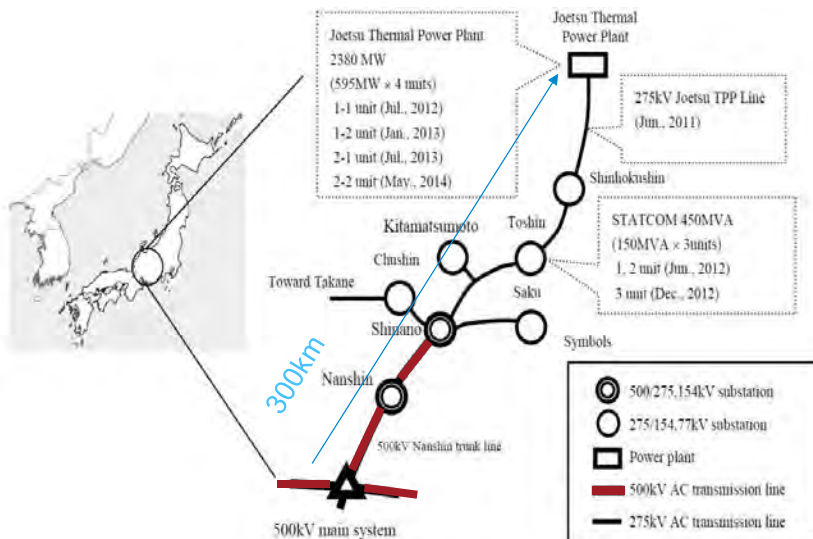 Joetsu Thermal
Power Plant
Joetsu Thermal Power Plant
2380 MW
(595MW × 4 units)
1-1 unit (Jul., 2012)
1-2 unit (Jan., 2013)
2-1 unit (Jul., 2013)
2-2 unit (May., 2014)
275kV Joetsu TPP Line
(Jun., 2011)
Shinhokushin
STATCOM 450MVA
(150MVA × 3units)
1, 2 unit (Jun., 2012)
3 unit (Dec., 2012)
Toshin
Kitamatsumoto
Chushin
Toward Takane
Saku
Shinano
Symbols
300km
Nanshin
500kV Nanshin trunk line
500kV main system
500/275,154kV substation
275/154,77kV substation
Power plant
500kV AC transmission line
275kV AC transmission line